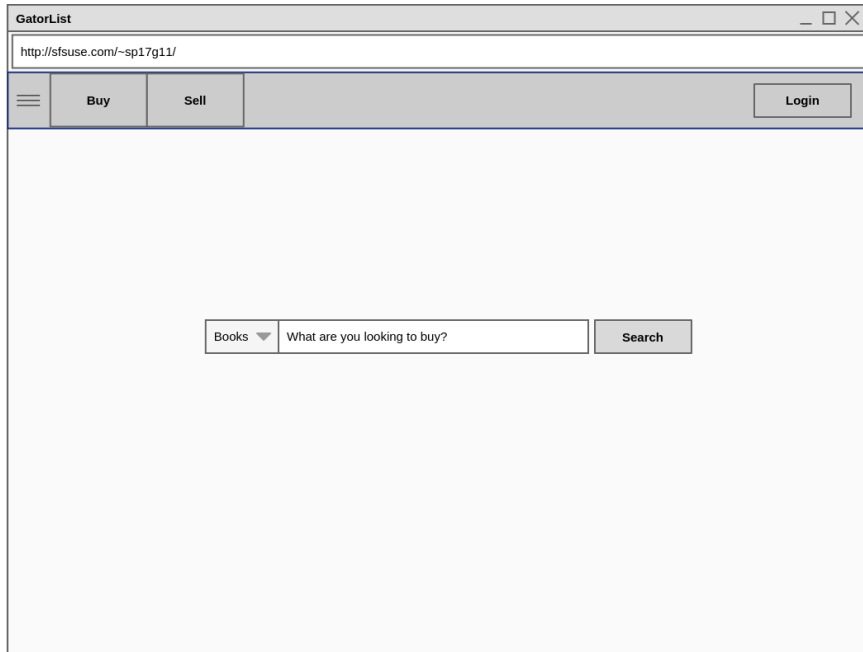 GatorList
http://sfsuse.com/~sp17g11/
Buy Sell Login
Books What are you looking to buy? Search